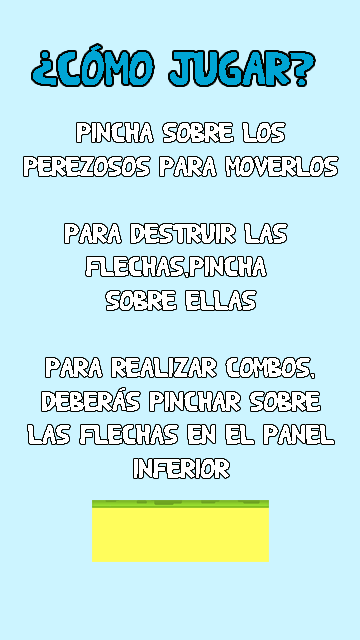 ¿CÓMO JUGAR?
PINCHA SOBRE LOS
PEREZOSOS PARA MOVERLOS
PARA DESTRUIR LAS
FLECHAS,PINCHA
SOBRE ELLAS
PARA REALIZAR COMBOS,
DEBERÁS PINCHAR SOBRE
LAS FLECHAS EN EL PANEL
INFERIOR